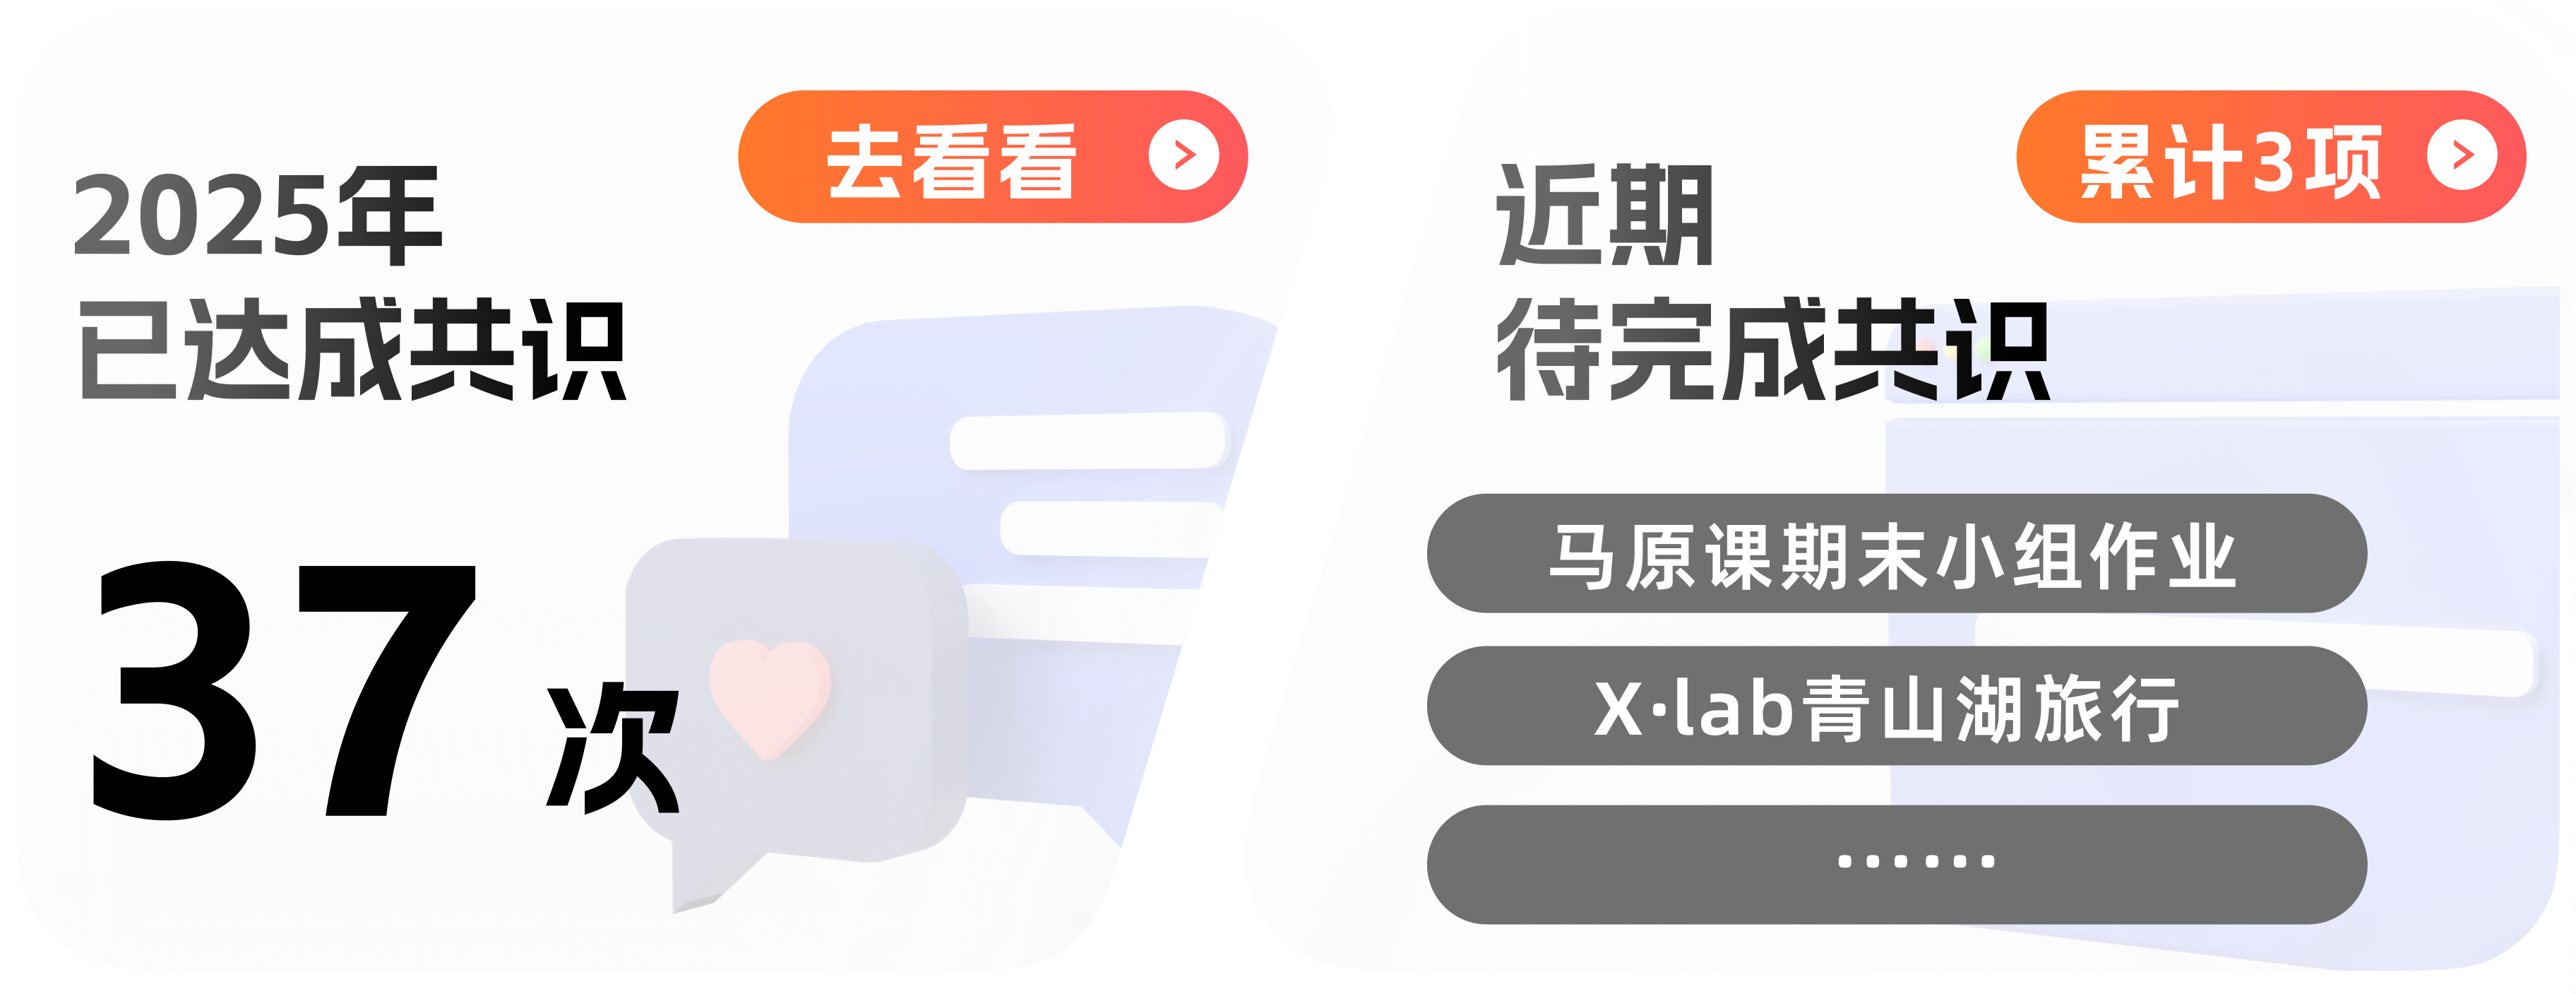 2025年
已达成共识
去看看
37 次
近期
待完成共识
累计3项
马原课期末小组作业
X·lab青山湖旅行
······